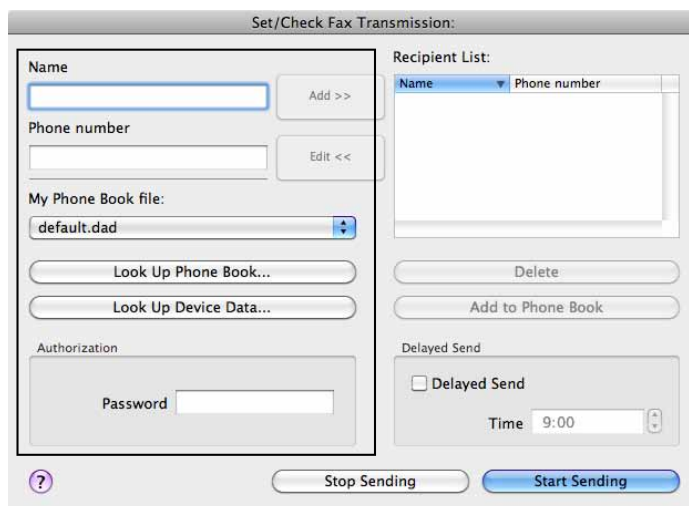 Set/Check Fax Transmission:
Name
Add >>
Phone number
Edit <<
My Phone Book file:
default.dad
Look Up Phone Book...
Look Up Device Data...
Authorization
Password
Recipient List:
Name Phone number
Delete
Add to Phone Book
Delayed Send
Delayed Send
Time 9:00
?
Stop Sending
Start Sending